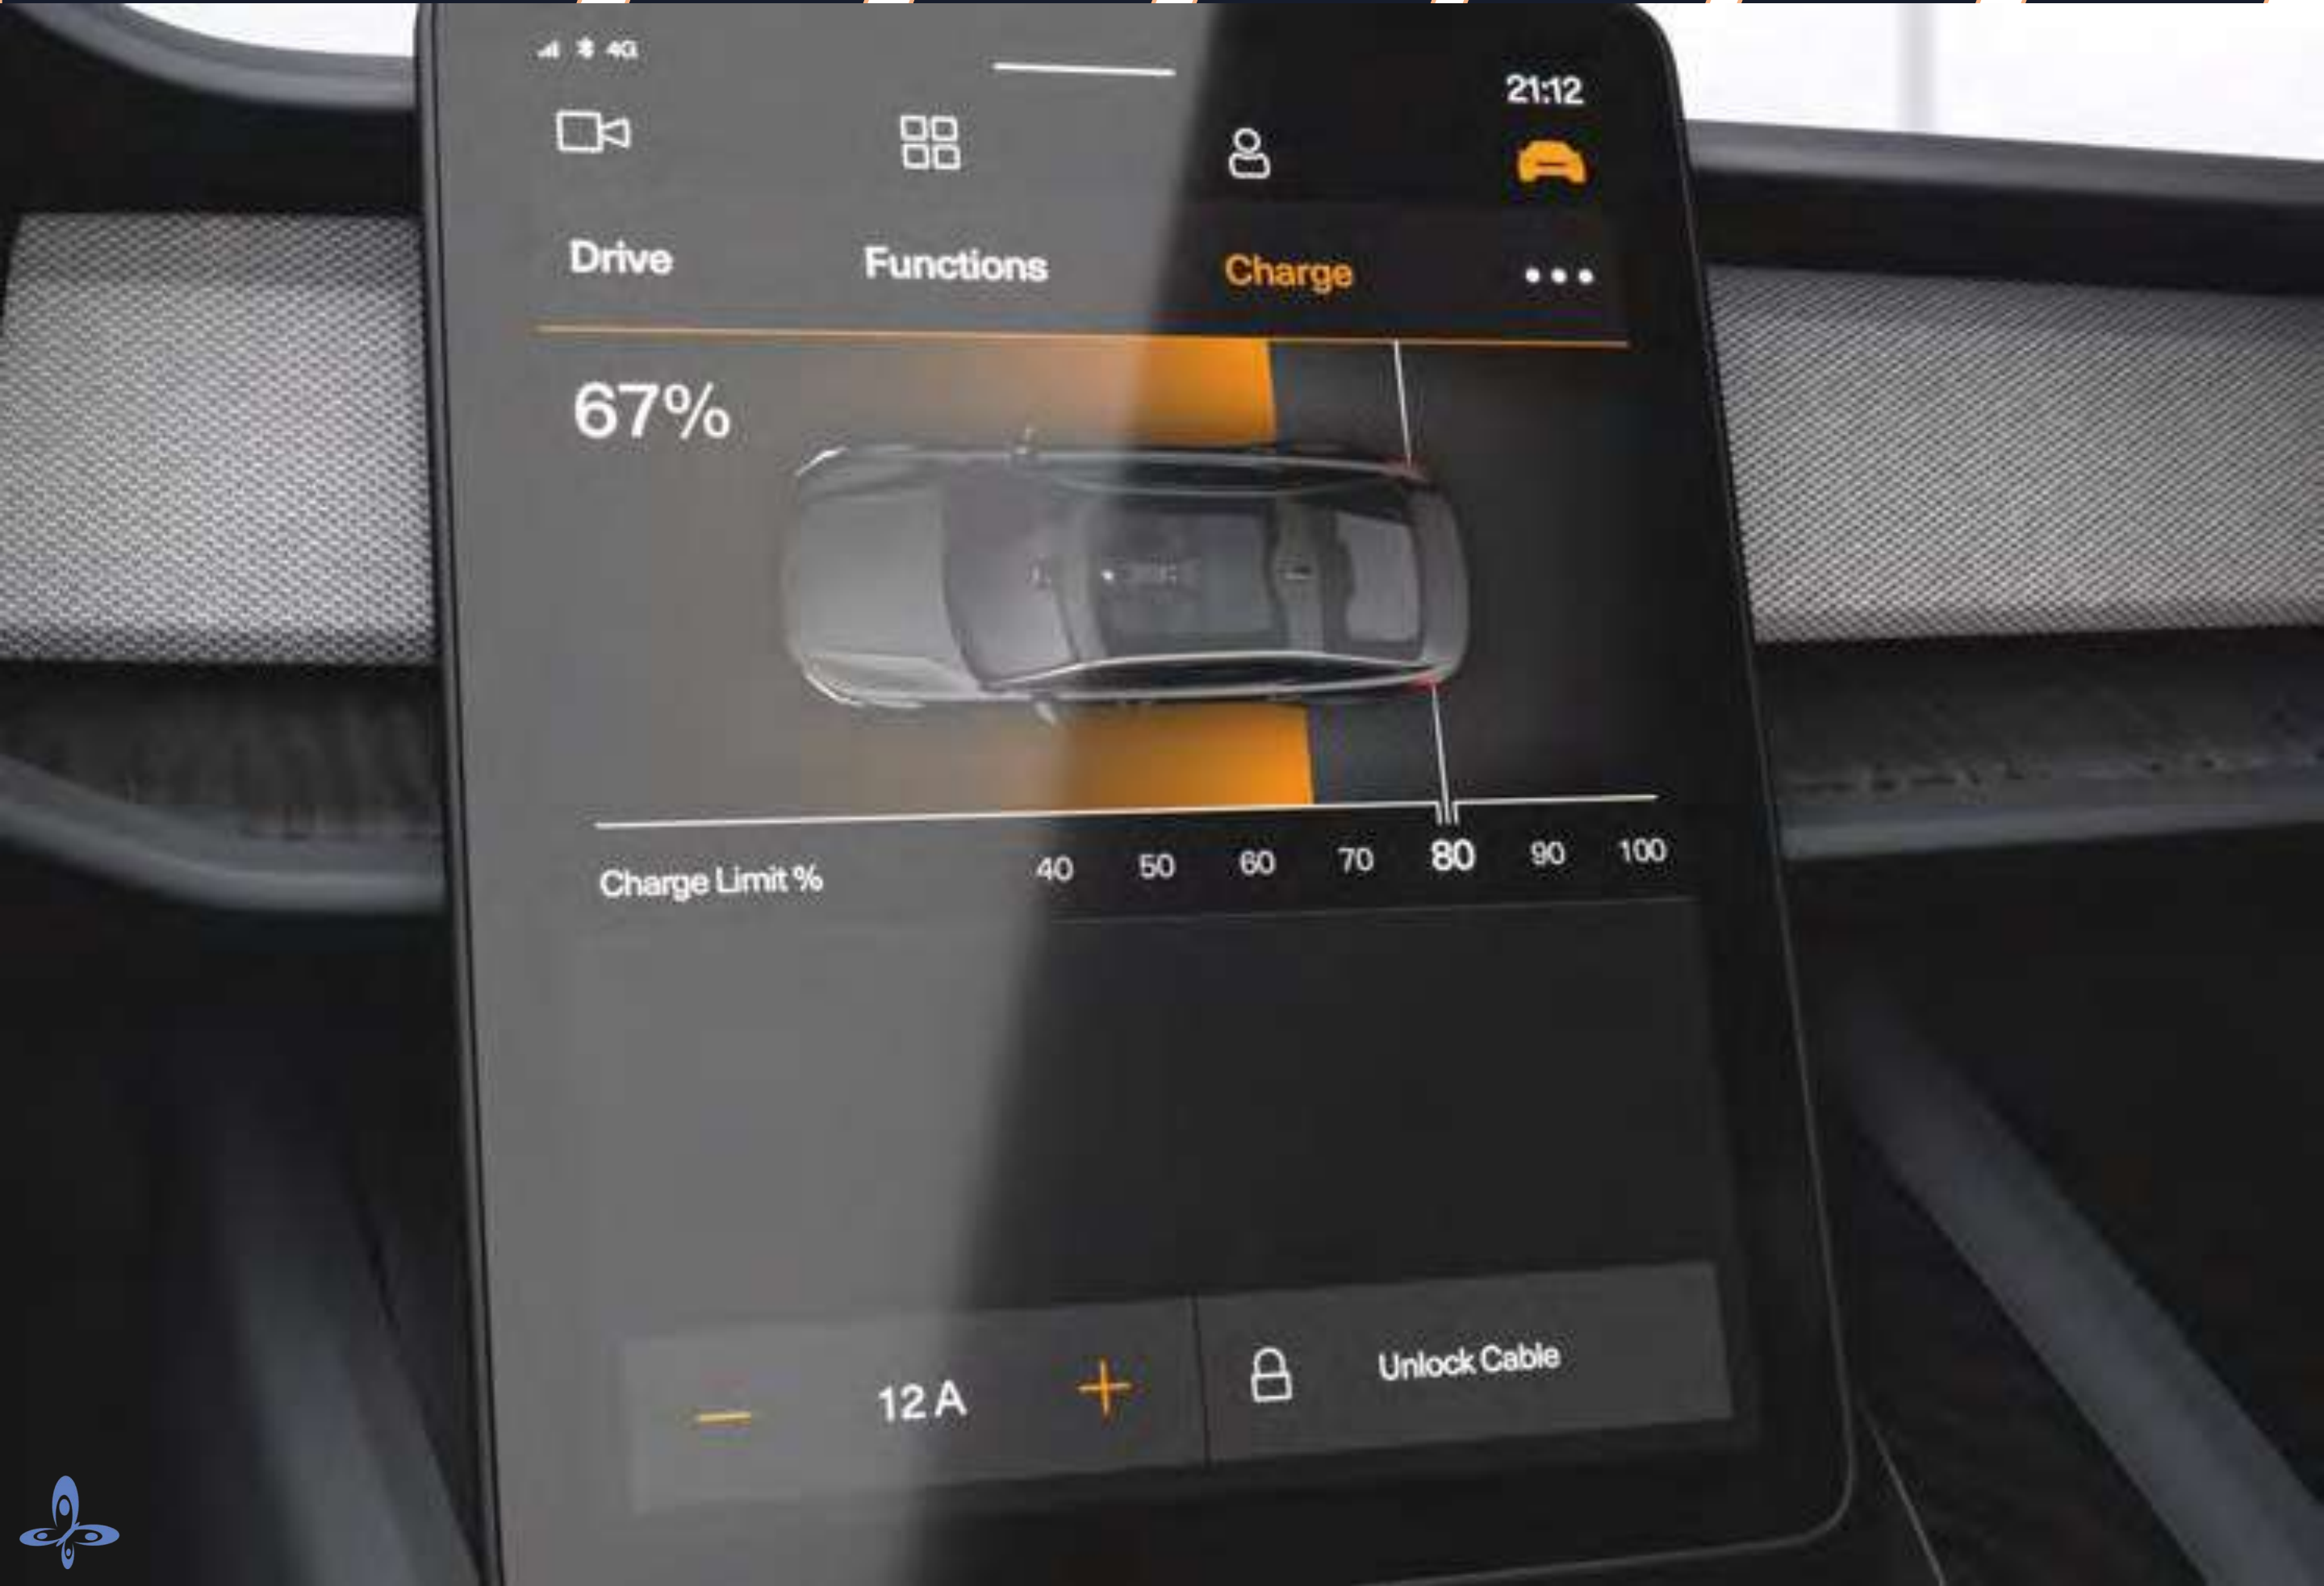 4G
21:12
Drive Functions Charge
67%
Charge Limit % 40 50 60 70 80 90 100
12 A Unlock Cable